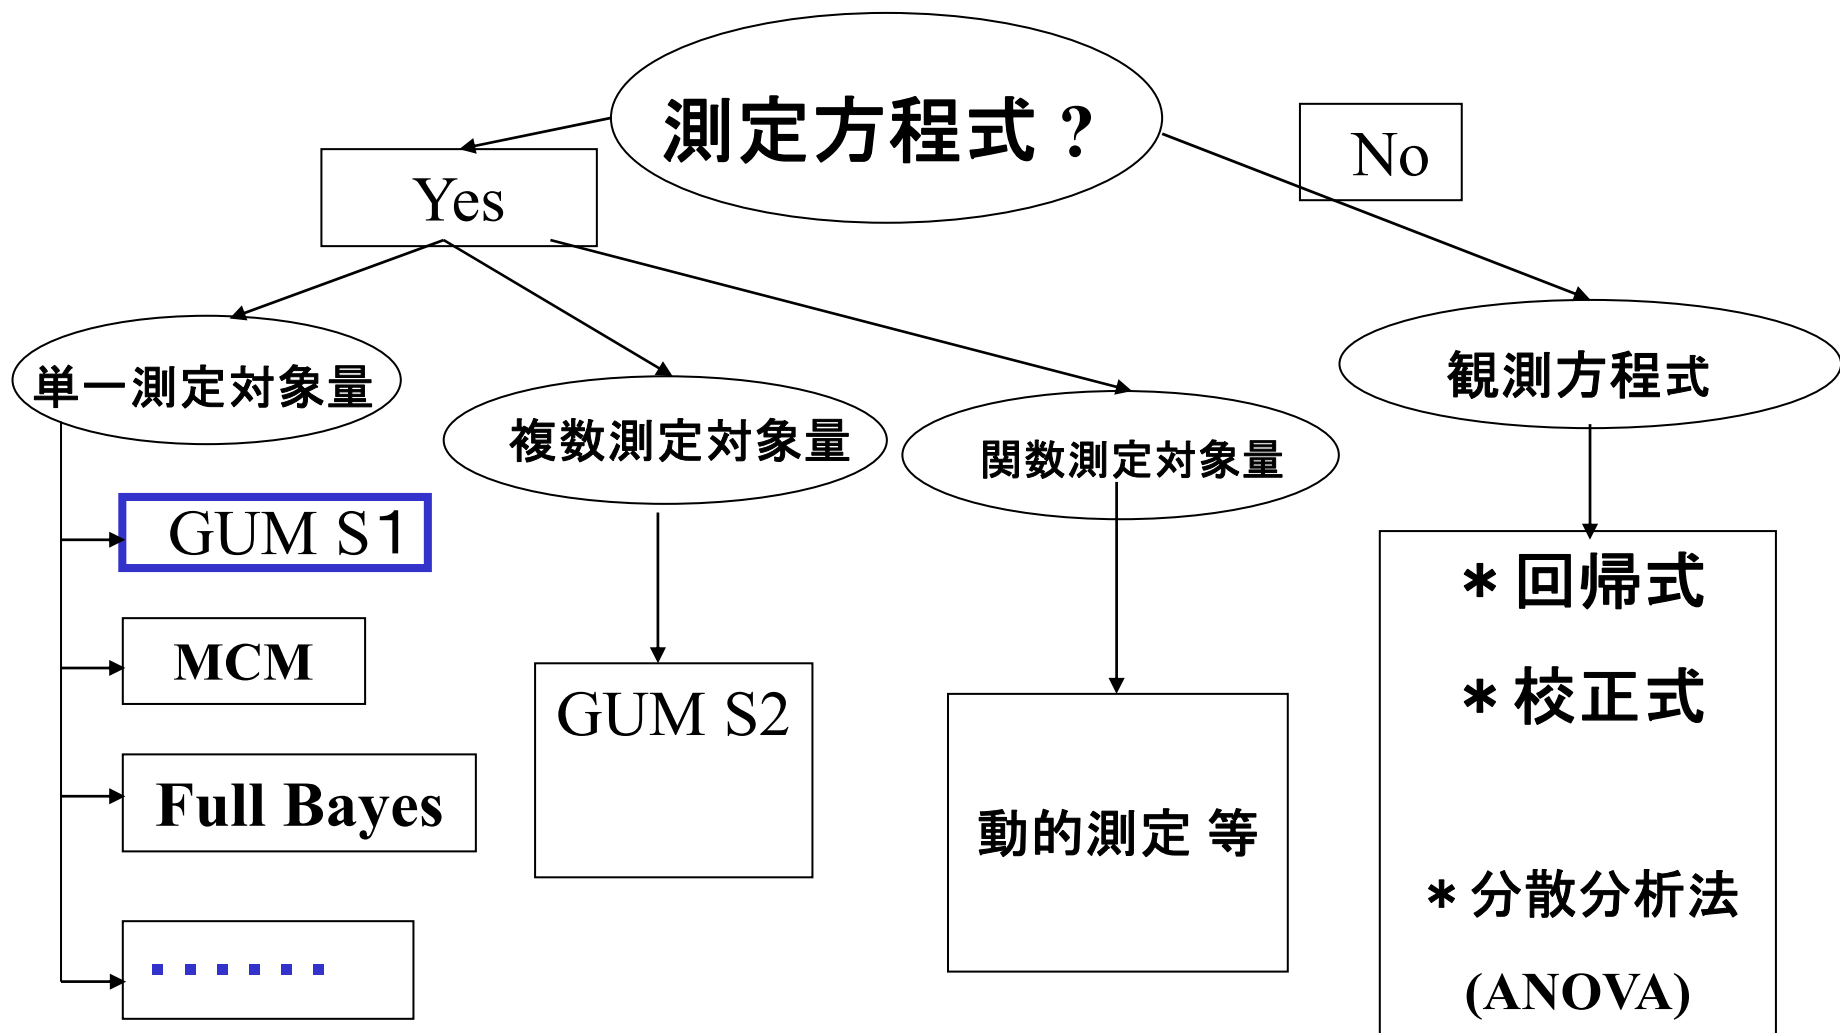 測定方程式 ?
Yes
No
単一測定対象量
複数測定対象量
関数測定対象量
観測方程式
GUM S1
MCM
Full Bayes
・・・・・・
GUM S2
動的測定 等
*回帰式
*校正式
*分散分析法
(ANOVA)